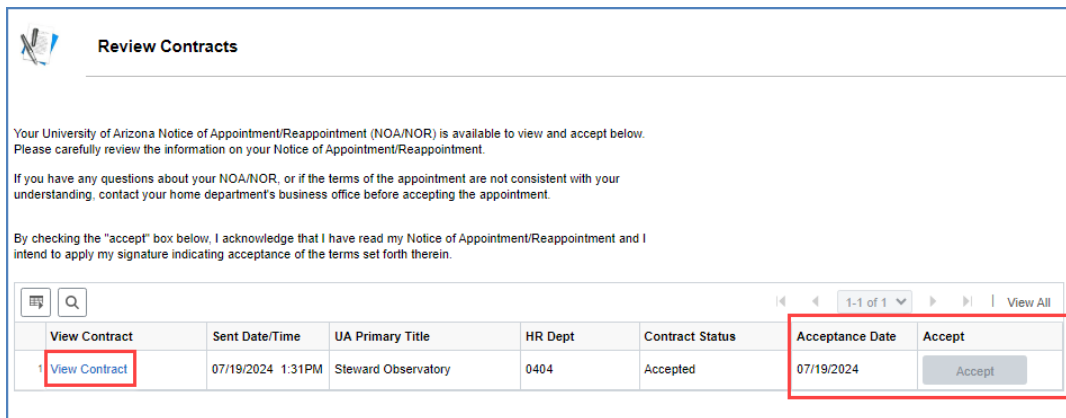 Review Contracts
Your University of Arizona Notice of Appointment/Reappointment (NOA/NOR) is available to view and accept below.
Please carefully review the information on your Notice of Appointment/Reappointment.
If you have any questions about your NOA/NOR, or if the terms of the appointment are not consistent with your
understanding, contact your home department's business office before accepting the appointment.
By checking the "accept" box below, I acknowledge that I have read my Notice of Appointment/Reappointment and I
intend to apply my signature indicating acceptance of the terms set forth therein.
1-1 of 1 View All
View Contract Sent Date/Time UA Primary Title HR Dept Contract Status Acceptance Date Accept
1 View Contract 07/19/2024 1:31PM Steward Observatory 0404 Accepted 07/19/2024 Accept